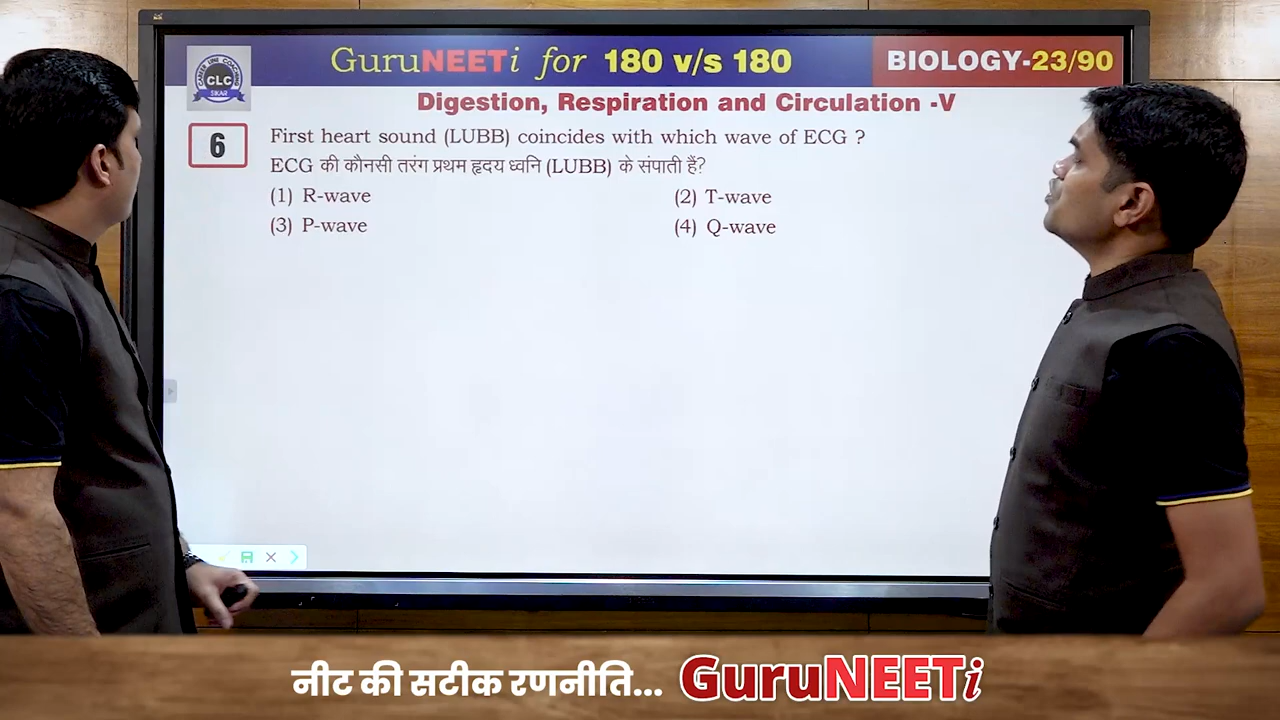 GuruNEETi for 180 v/s 180
BIOLOGY-23/90
CLC
SIKAR
Digestion, Respiration and Circulation -V
6
First heart sound (LUBB) coincides with which wave of ECG ?
ECG की कौनसी तरंग प्रथम हृदय ध्वनि (LUBB) के संपाती हैं?
(1) R-wave
(2) T-wave
(3) P-wave
(4) Q-wave
नीट की सटीक रणनीति... GuruNEETi